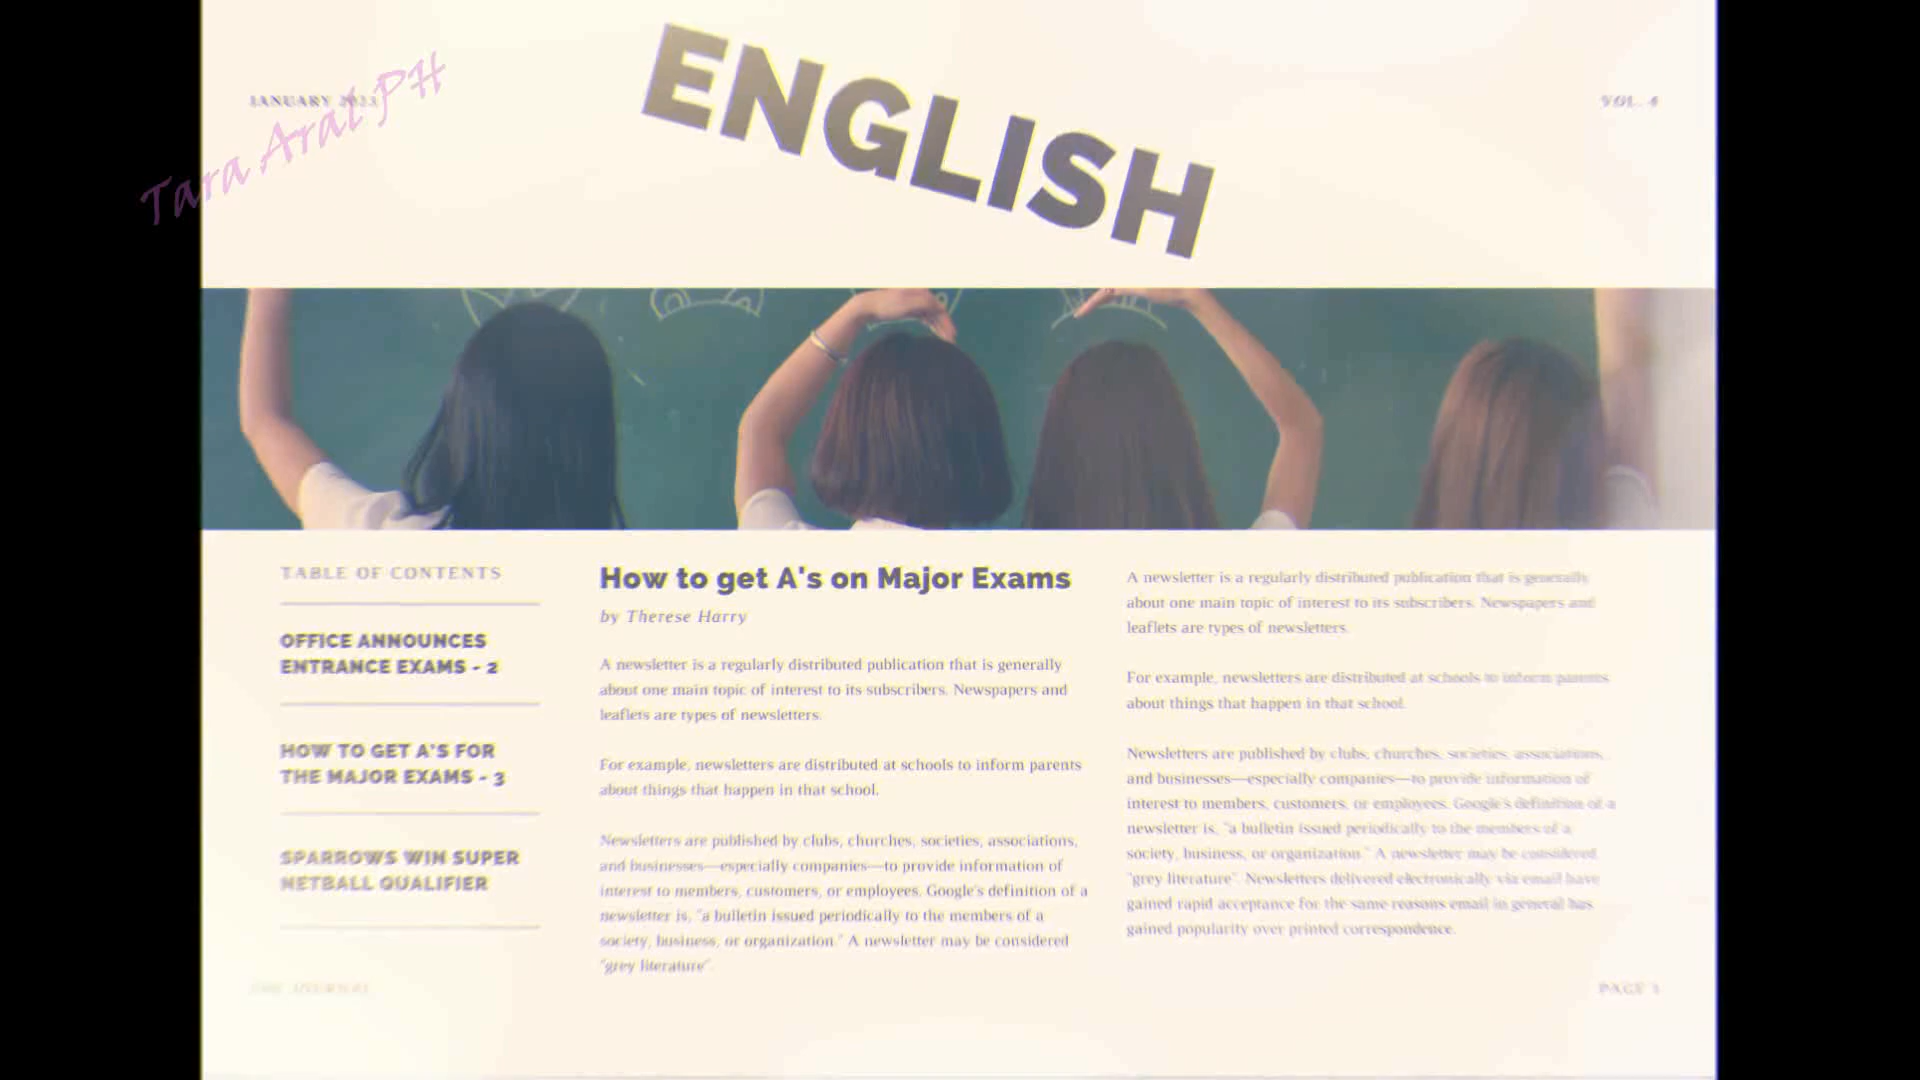 ENGLISH
JANUARY 2023
VOL. 4
Tara Aral PH
TABLE OF CONTENTS
OFFICE ANNOUNCES
ENTRANCE EXAMS - 2
HOW TO GET A'S FOR
THE MAJOR EXAMS - 3
SPARROWS WIN SUPER
NETBALL QUALIFIER
How to get A's on Major Exams
by Therese Harry
A newsletter is a regularly distributed publication that is generally
about one main topic of interest to its subscribers. Newspapers and
leaflets are types of newsletters.
For example, newsletters are distributed at schools to inform parents
about things that happen in that school.
Newsletters are published by clubs, churches, societies, associations,
and businesses—especially companies—to provide information of
interest to members, customers, or employees. Google's definition of a
newsletter is, "a bulletin issued periodically to the members of a
society, business, or organization." A newsletter may be considered
"grey literature".
A newsletter is a regularly distributed publication that is generally
about one main topic of interest to its subscribers. Newspapers and
leaflets are types of newsletters.
For example, newsletters are distributed at schools to inform parents
about things that happen in that school.
Newsletters are published by clubs, churches, societies, associations,
and businesses—especially companies—to provide information of
interest to members, customers, or employees. Google's definition of a
newsletter is, "a bulletin issued periodically to the members of a
society, business, or organization." A newsletter may be considered
"grey literature". Newsletters delivered electronically via email have
gained rapid acceptance for the same reasons email in general has
gained popularity over printed correspondence.
THE JOURNAL
PAGE 1